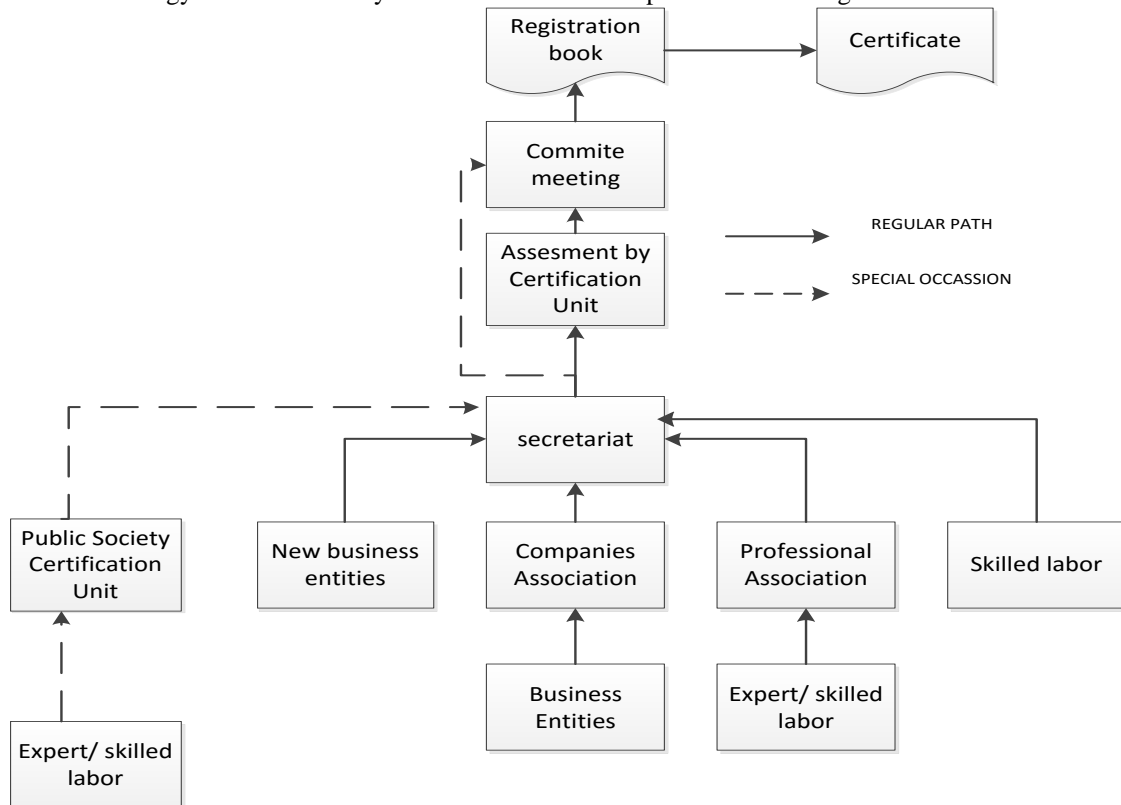 Registration
book
Certificate
Commite
meeting
REGULAR PATH
Assesment by
Certification
Unit
SPECIAL OCCASSION
secretariat
Public Society
Certification
Unit
New business
entities
Companies
Association
Professional
Association
Skilled labor
Business
Entities
Expert/ skilled
labor
Expert/ skilled
labor